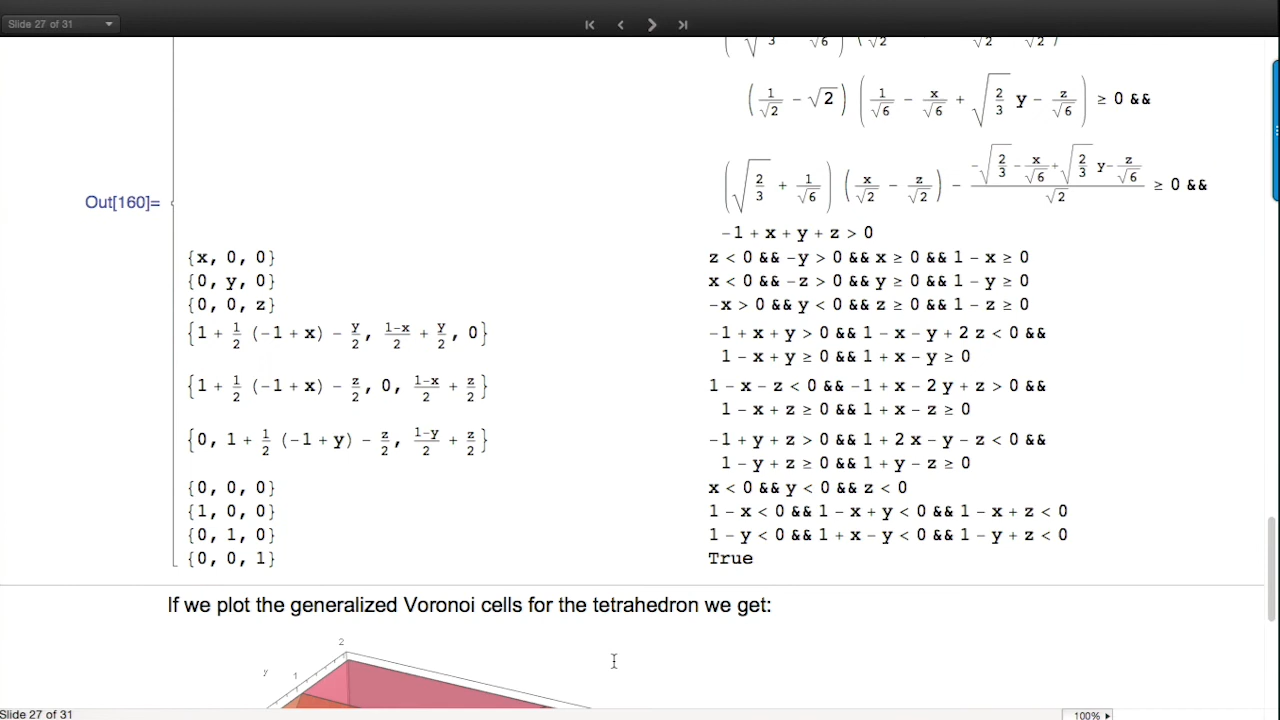 Slide 27 of 31
(1/√2 - √2) (1/√6 - x/√6 + √(2/3) y - z/√6) ≥ 0 &&
(√(2/3) + 1/√6) (x/√2 - z/√2) - (-√(2/3) - x/√6 + √(2/3) y - z/√6)/√2 ≥ 0 &&
Out[160]=
-1 + x + y + z > 0
{x, 0, 0} z < 0 && -y > 0 && x ≥ 0 && 1 - x ≥ 0
{0, y, 0} x < 0 && -z > 0 && y ≥ 0 && 1 - y ≥ 0
{0, 0, z} -x > 0 && y < 0 && z ≥ 0 && 1 - z ≥ 0
{1 + 1/2 (-1 + x) - y/2, (1-x)/2 + y/2, 0} -1 + x + y > 0 && 1 - x - y + 2 z < 0 &&
1 - x + y ≥ 0 && 1 + x - y ≥ 0
{1 + 1/2 (-1 + x) - z/2, 0, (1-x)/2 + z/2} 1 - x - z < 0 && -1 + x - 2 y + z > 0 &&
1 - x + z ≥ 0 && 1 + x - z ≥ 0
{0, 1 + 1/2 (-1 + y) - z/2, (1-y)/2 + z/2} -1 + y + z > 0 && 1 + 2 x - y - z < 0 &&
1 - y + z ≥ 0 && 1 + y - z ≥ 0
{0, 0, 0} x < 0 && y < 0 && z < 0
{1, 0, 0} 1 - x < 0 && 1 - x + y < 0 && 1 - x + z < 0
{0, 1, 0} 1 - y < 0 && 1 + x - y < 0 && 1 - y + z < 0
{0, 0, 1} True
If we plot the generalized Voronoi cells for the tetrahedron we get:
2
y 1
Slide 27 of 31
100%